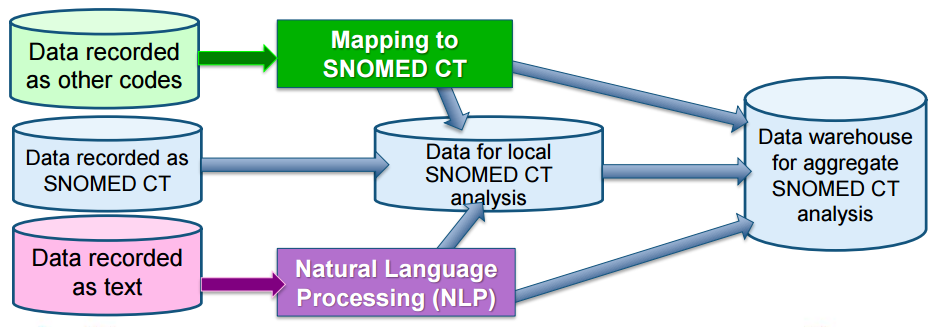 Data recorded
as other codes
Mapping to
SNOMED CT
Data recorded as
SNOMED CT
Data for local
SNOMED CT
analysis
Data warehouse
for aggregate
SNOMED CT
analysis
Data recorded
as text
Natural Language
Processing (NLP)